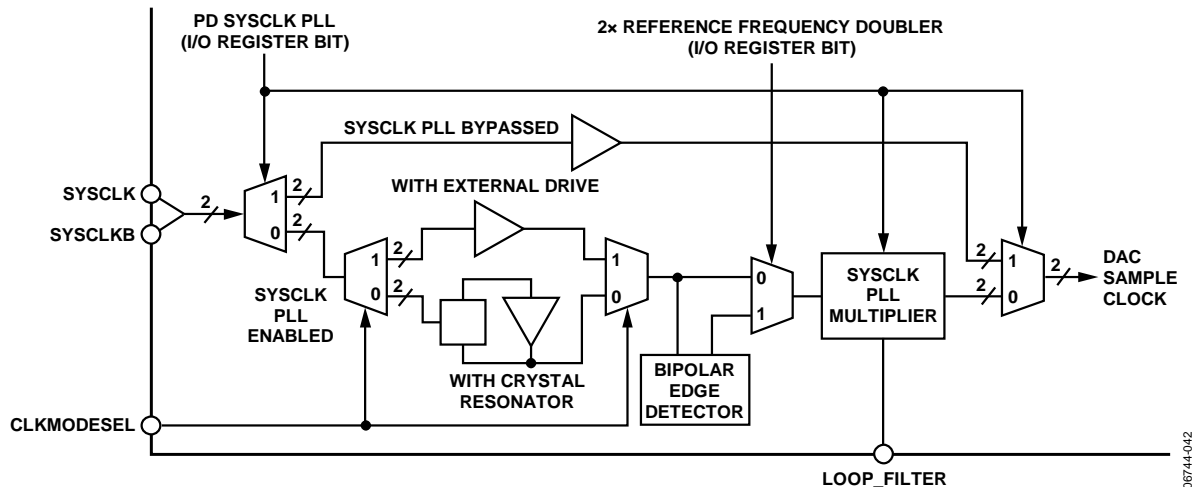 PD SYSCLK PLL
(I/O REGISTER BIT)
2× REFERENCE FREQUENCY DOUBLER
(I/O REGISTER BIT)
SYSCLK PLL BYPASSED
WITH EXTERNAL DRIVE
SYSCLK
SYSCLKB
2
1
0
2
2
SYSCLK
PLL
ENABLED
1
0
2
2
WITH CRYSTAL
RESONATOR
1
0
BIPOLAR
EDGE
DETECTOR
0
1
SYSCLK
PLL
MULTIPLIER
2
2
1
0
2
DAC
SAMPLE
CLOCK
CLKMODESEL
LOOP_FILTER
06744-042